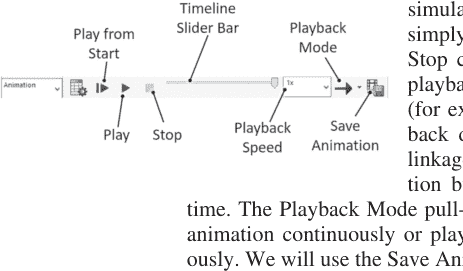 Timeline
Slider Bar
Play from
Start
Playback
Mode
Animation
1x
Play
Stop
Playback
Speed
Save
Animation
simula
simply
Stop c
playba
(for ex
back o
linkag
tion b
time. The Playback Mode pull-
animation continuously or play
ously. We will use the Save Ani